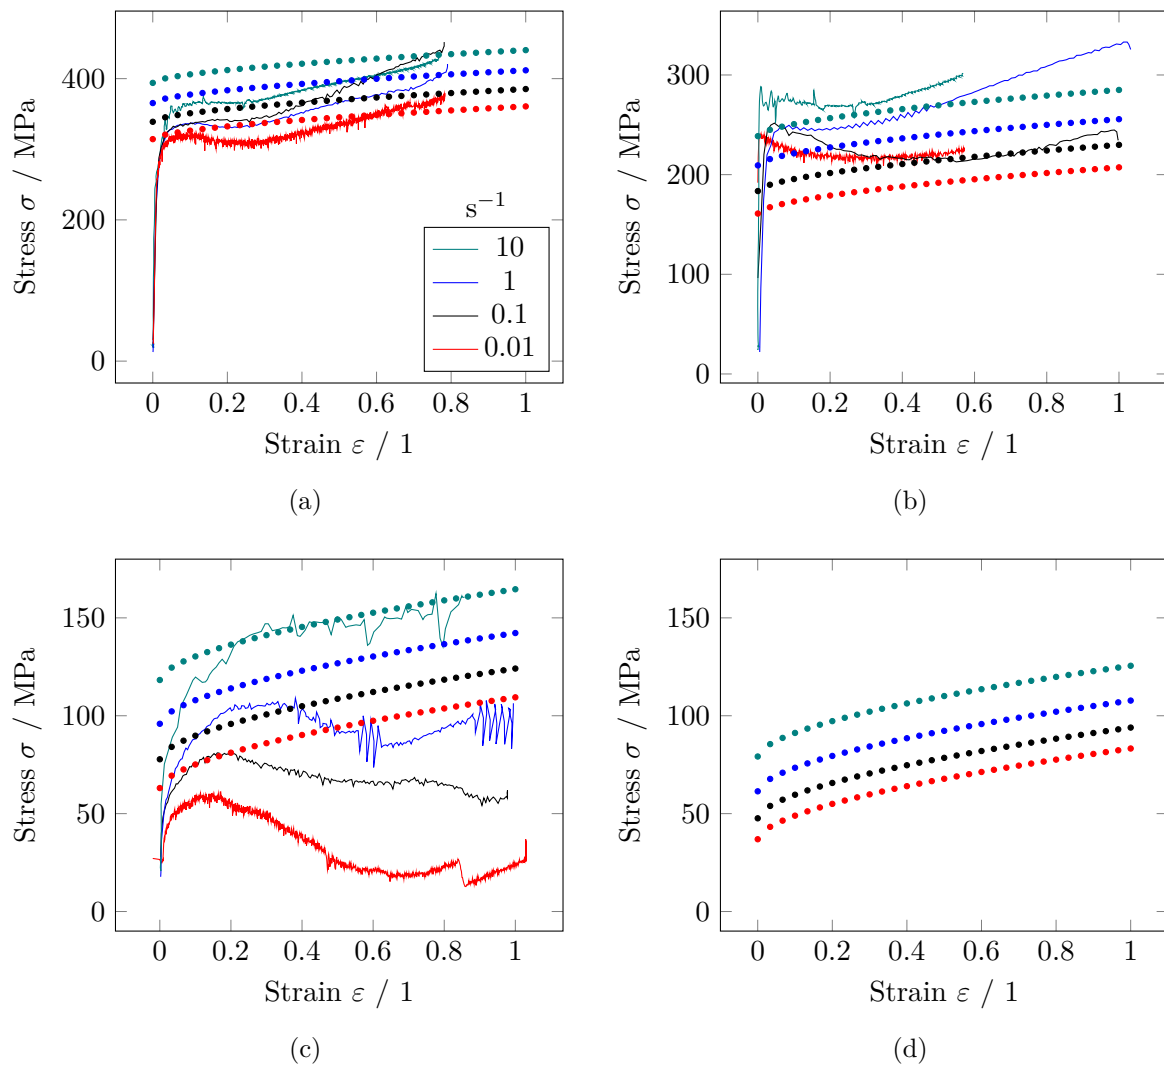 400
200
0
Stress σ / MPa
s⁻¹
10
1
0.1
0.01
0 0.2 0.4 0.6 0.8 1
Strain ε / 1
(a)
300
200
100
0
Stress σ / MPa
0 0.2 0.4 0.6 0.8 1
Strain ε / 1
(b)
150
100
50
0
Stress σ / MPa
0 0.2 0.4 0.6 0.8 1
Strain ε / 1
(c)
150
100
50
0
Stress σ / MPa
0 0.2 0.4 0.6 0.8 1
Strain ε / 1
(d)